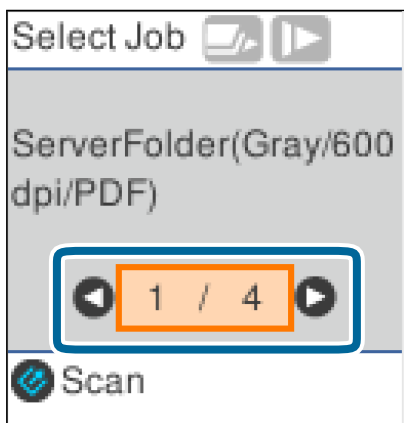 Select Job
ServerFolder(Gray/600
dpi/PDF)
1 / 4
Scan